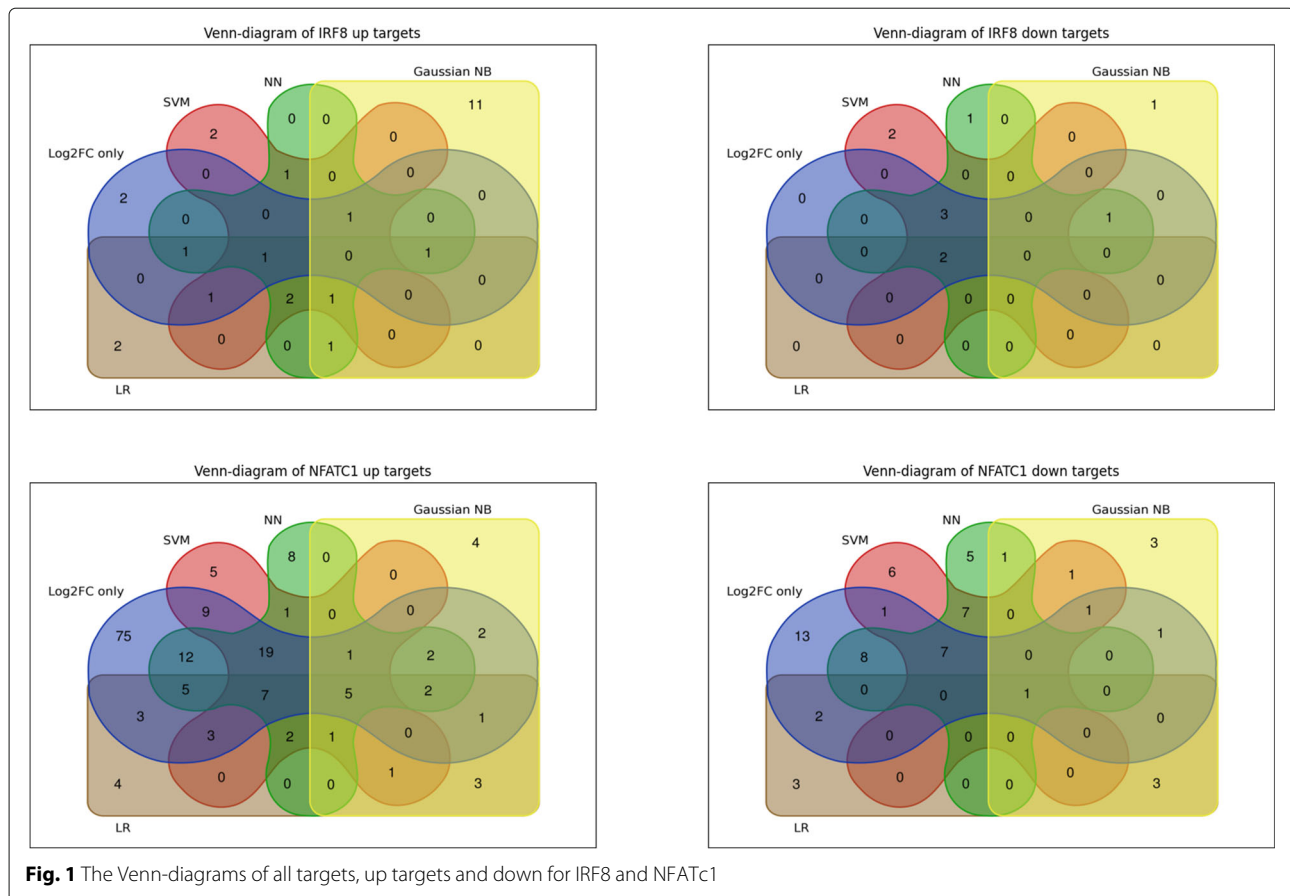 Venn-diagram of IRF8 up targets
Gaussian NB
NN
SVM
Log2FC only
11
0 0
2 0
0 1 0 0
2 0
0 0 1 0
1 1 0 1
0 0
1 2 1 0
2 0 0 1 0 0
LR
Venn-diagram of IRF8 down targets
Gaussian NB
NN
SVM
Log2FC only
1
1 0
2 0
0 0 0 0
0 0
0 3 0 1
0 2 0 0
0 0
0 0 0 0
0 0 0 0 0 0
LR
Venn-diagram of NFATC1 up targets
Gaussian NB
NN
SVM
Log2FC only
4
8 0
5 0
9 1 0 0
75 2
12 19 1 2
5 7 5 2
3 1
3 2 1 0
4 0 0 0 1 3
LR
Venn-diagram of NFATC1 down targets
Gaussian NB
NN
SVM
Log2FC only
3
5 1
6 1
1 7 0 1
13 1
8 7 0 0
0 0 1 0
2 0
0 0 0 0
3 0 0 0 0 3
LR
Fig. 1 The Venn-diagrams of all targets, up targets and down for IRF8 and NFATc1